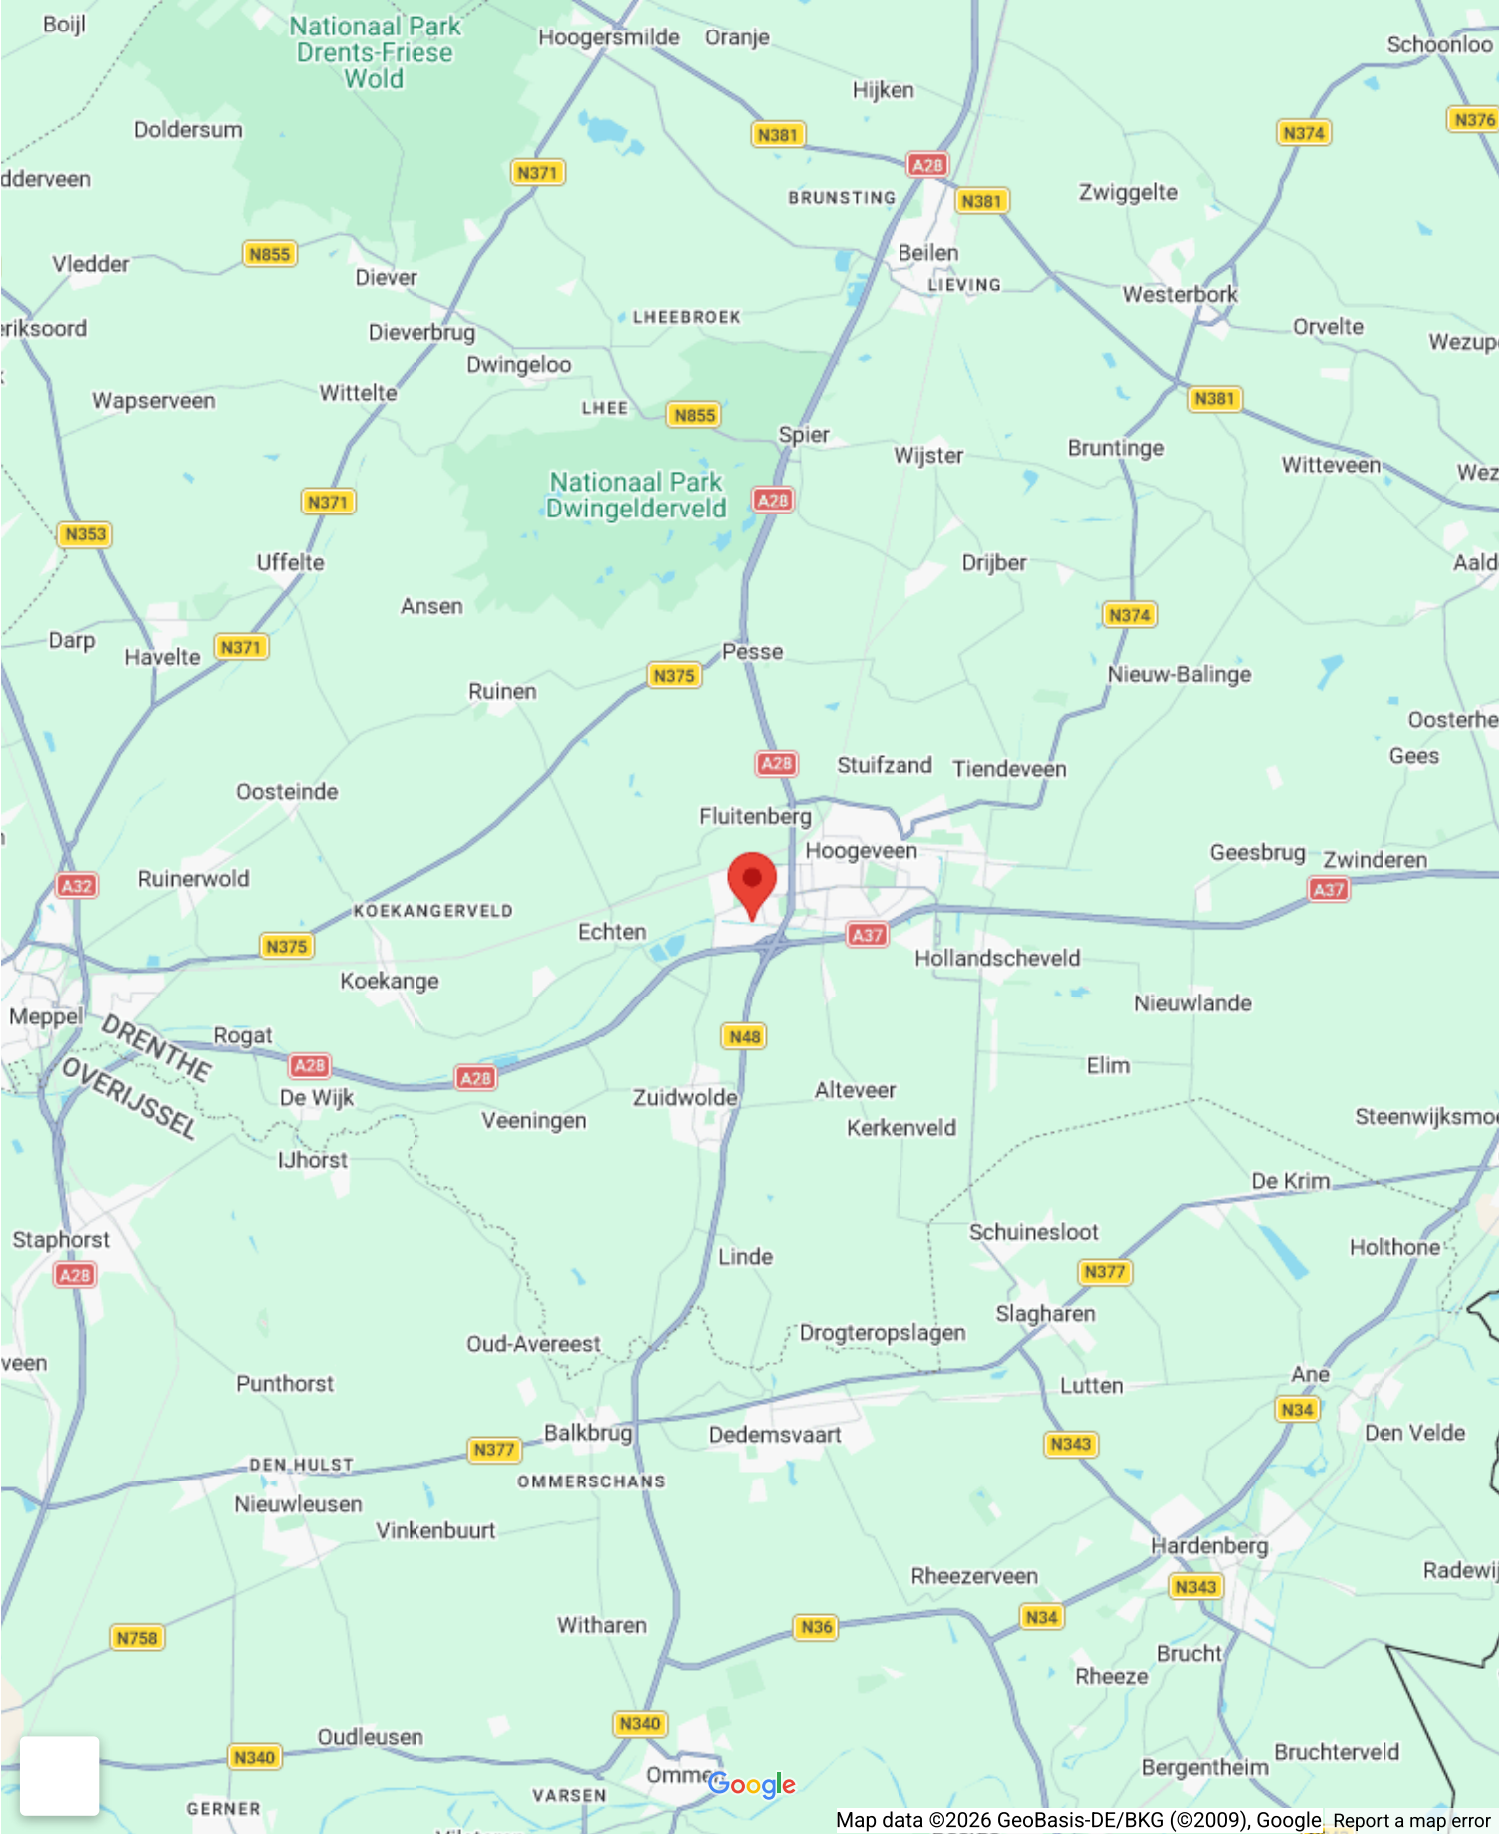 Boijl
Nationaal Park
Drents-Friese
Wold
Hoogersmilde
Oranje
Schoonloo
Hijken
N376
Doldersum
N381
N374
A28
N371
dderveen
BRUNSTING
N381
Zwiggelte
N855
Beilen
Vledder
Diever
LIEVING
Westerbork
eriksoord
LHEEBROEK
Orvelte
Dieverbrug
Wezup
Dwingeloo
Wittelte
Wapserveen
N381
LHEE
N855
Spier
Bruntinge
Wijster
Witteveen
Wez
Nationaal Park
Dwingelderveld
A28
N371
N353
Uffelte
Drijber
Aald
Ansen
N374
Darp
N371
Havelte
Pesse
N375
Nieuw-Balinge
Ruinen
Oosterhe
Gees
A28
Stuifzand
Tiendeveen
Oosteinde
Fluitenberg
Hoogeveen
Geesbrug
Zwinderen
A32
Ruinerwold
A37
KOEKANGERVELD
Echten
A37
N375
Hollandscheveld
Koekange
Nieuwlande
Meppel
DRENTHE
Rogat
N48
OVERIJSSEL
A28
A28
Elim
De Wijk
Zuidwolde
Alteveer
Veeningen
Kerkenveld
Steenwijksmoe
IJhorst
De Krim
Staphorst
Schuinesloot
Linde
Holthone
A28
N377
Slagharen
Drogteropslagen
Oud-Avereest
veen
Ane
Punthorst
Lutten
N34
Balkbrug
Dedemsvaart
Den Velde
N377
N343
DEN HULST
OMMERSCHANS
Nieuwleusen
Vinkenbuurt
Hardenberg
Radewij
Rheezerveen
N343
N34
Witharen
N36
N758
Brucht
Rheeze
N340
Oudleusen
N340
Bruchterveld
Bergentheim
Omme
Google
VARSEN
GERNER
Map data ©2026 GeoBasis-DE/BKG (©2009), Google
Report a map error